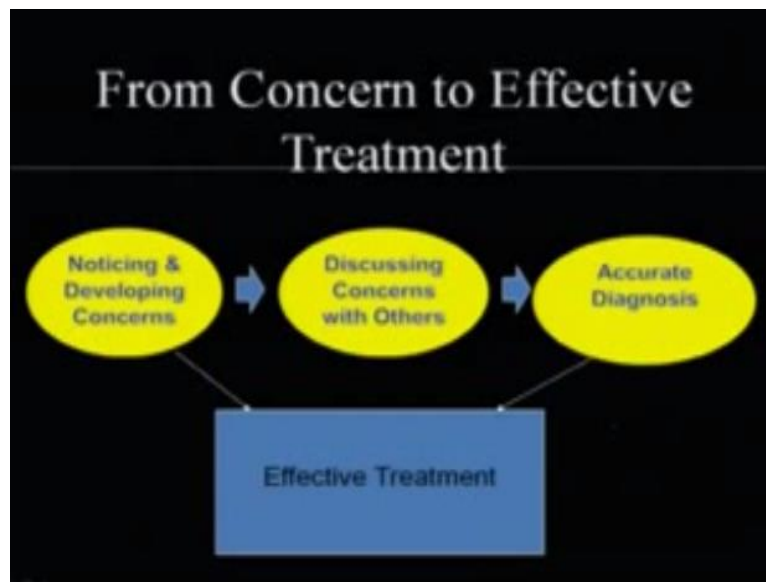 From Concern to Effective
Treatment
Noticing &
Developing
Concerns
Discussing
Concerns
with Others
Accurate
Diagnosis
Effective Treatment